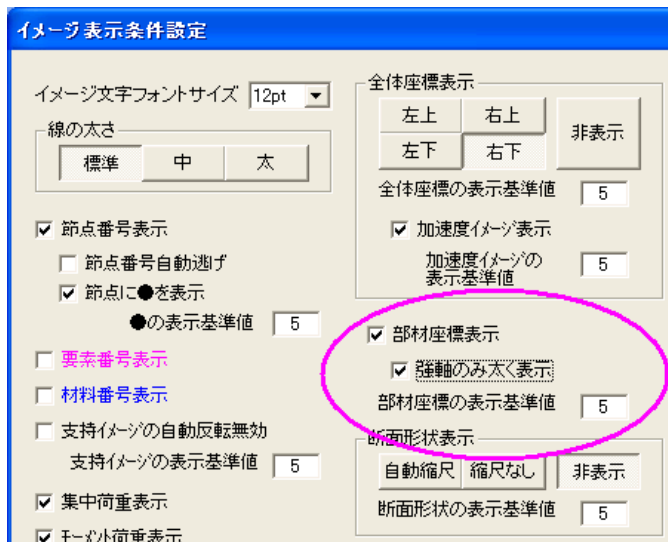 イメージ表示条件設定
イメージ文字フォントサイズ 12pt
線の太さ
標準 中 太
節点番号表示
節点番号自動逃げ
節点に●を表示
●の表示基準値 5
要素番号表示
材料番号表示
支持イメージの自動反転無効
支持イメージの表示基準値 5
集中荷重表示
モーメント荷重表示
全体座標表示
左上 右上 非表示
左下 右下
全体座標の表示基準値 5
加速度イメージ表示
加速度イメージの
表示基準値 5
部材座標表示
強軸のみ太く表示
部材座標の表示基準値 5
断面形状表示
自動縮尺 縮尺なし 非表示
断面形状の表示基準値 5